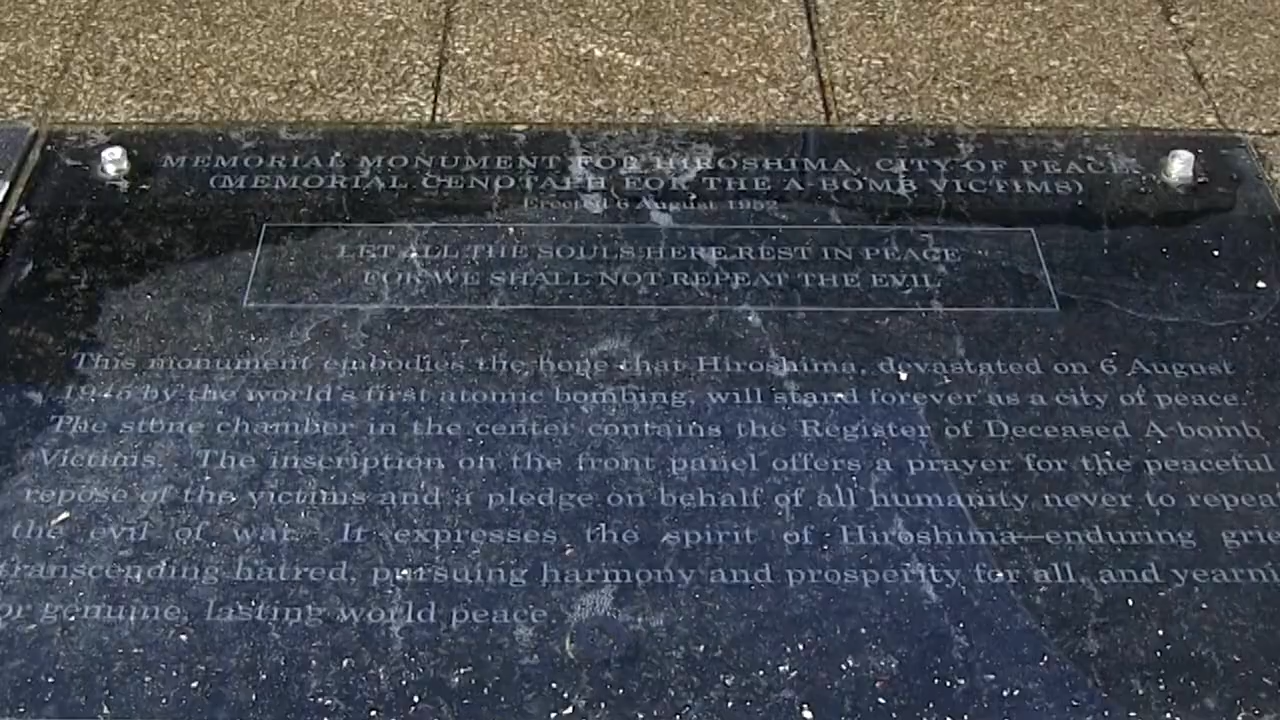 MEMORIAL MONUMENT FOR HIROSHIMA, CITY OF PEACE
(MEMORIAL CENOTAPH FOR THE A-BOMB VICTIMS)
Erected 6 August 1952
LET ALL THE SOULS HERE REST IN PEACE
FOR WE SHALL NOT REPEAT THE EVIL
This monument embodies the hope that Hiroshima, devastated on 6 August
1945 by the world's first atomic bombing, will stand forever as a city of peace.
The stone chamber in the center contains the Register of Deceased A-bomb
Victims. The inscription on the front panel offers a prayer for the peaceful
repose of the victims and a pledge on behalf of all humanity never to repea
the evil of war. It expresses the spirit of Hiroshima—enduring grie
transcending hatred, pursuing harmony and prosperity for all, and yearni
or genuine, lasting world peace.